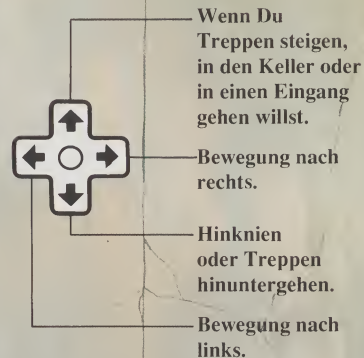 Wenn Du
Treppen steigen,
in den Keller oder
in einen Eingang
gehen willst.
Bewegung nach
rechts.
Hinknien
oder Treppen
hinuntergehen.
Bewegung nach
links.